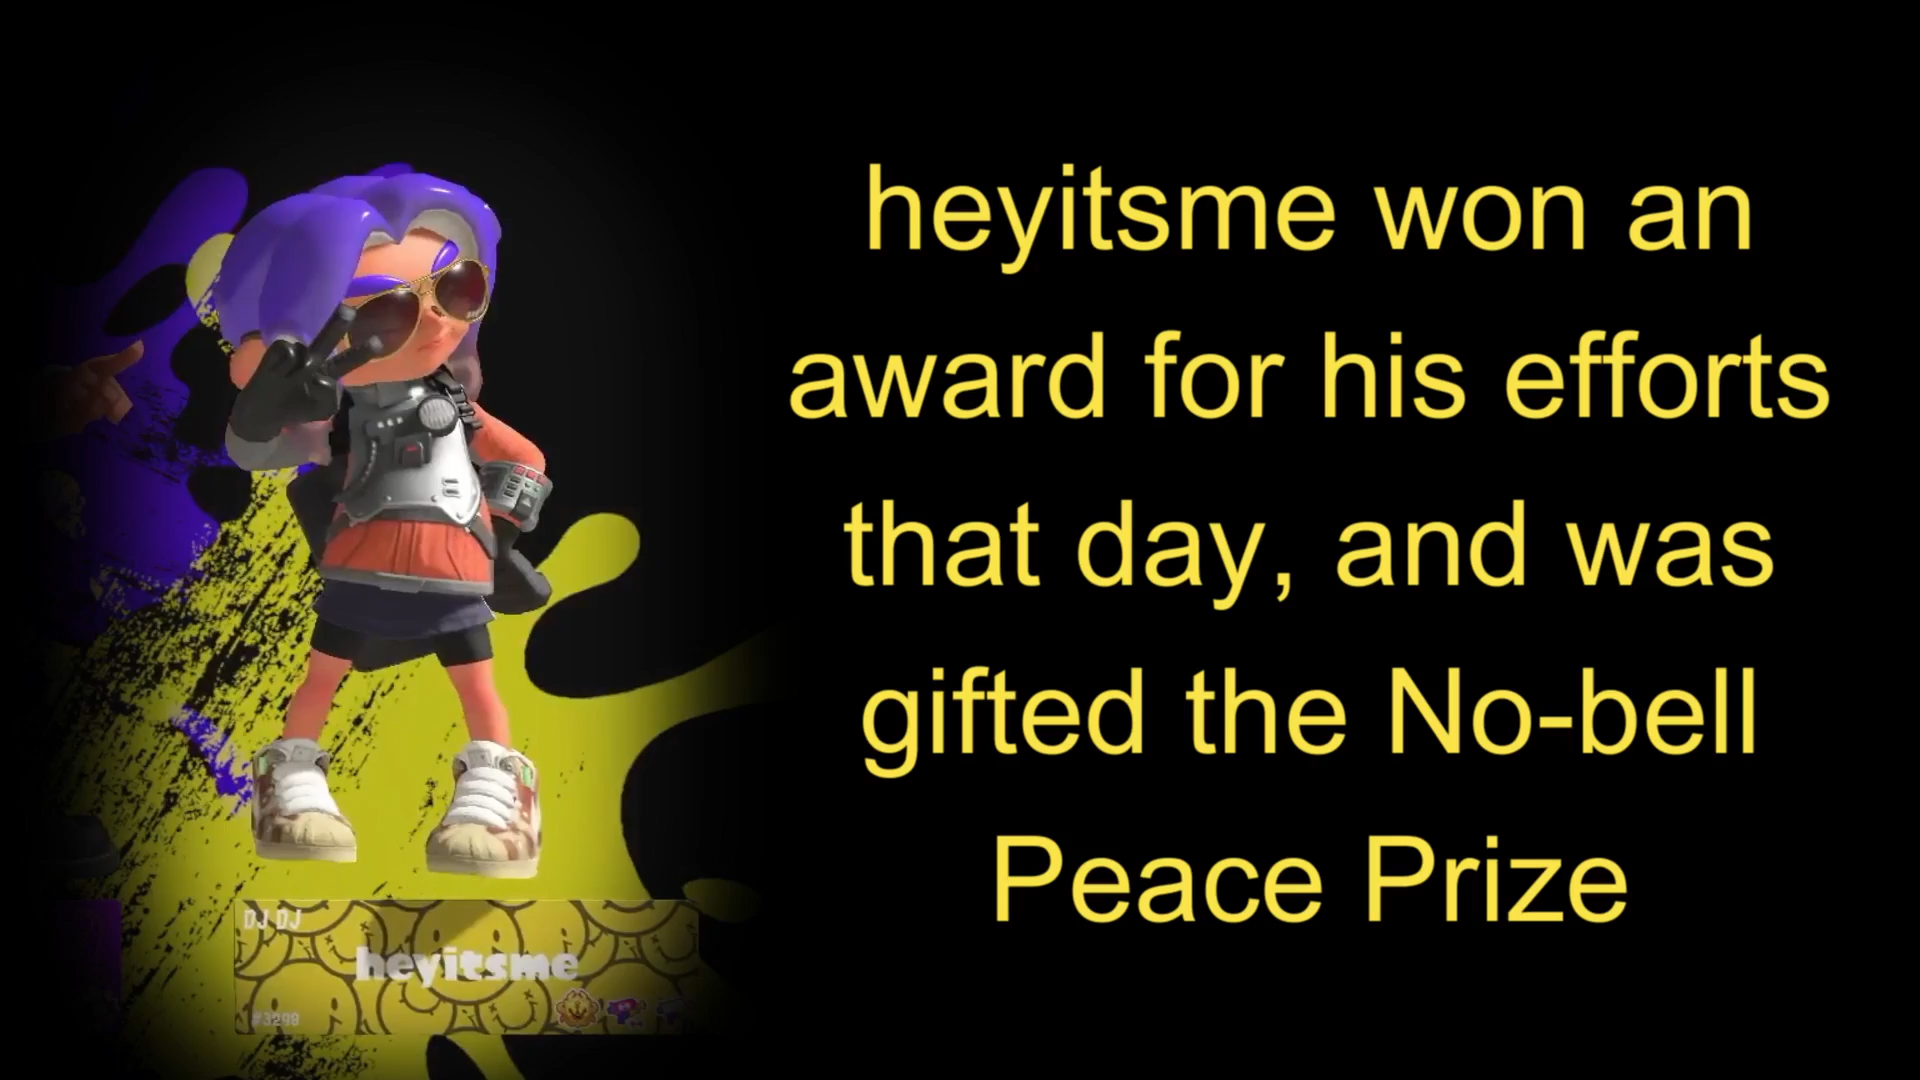 heyitsme won an
award for his efforts
that day, and was
gifted the No-bell
Peace Prize
DJ DJ
heyitsme
#3298